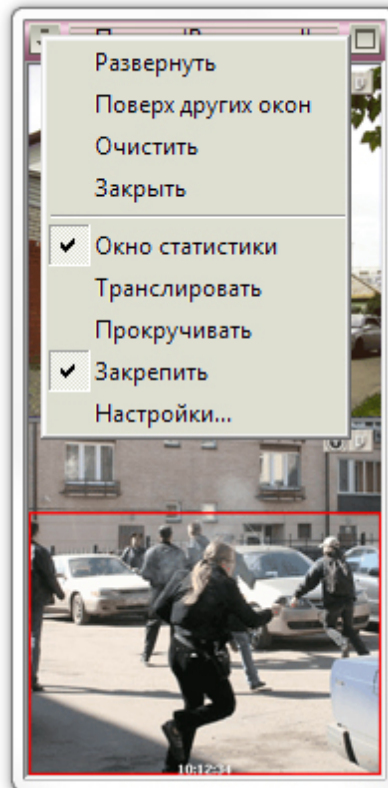 Развернуть
Поверх других окон
Очистить
Закрыть
Окно статистики
Транслировать
Прокручивать
Закрепить
Настройки...
10:12:34